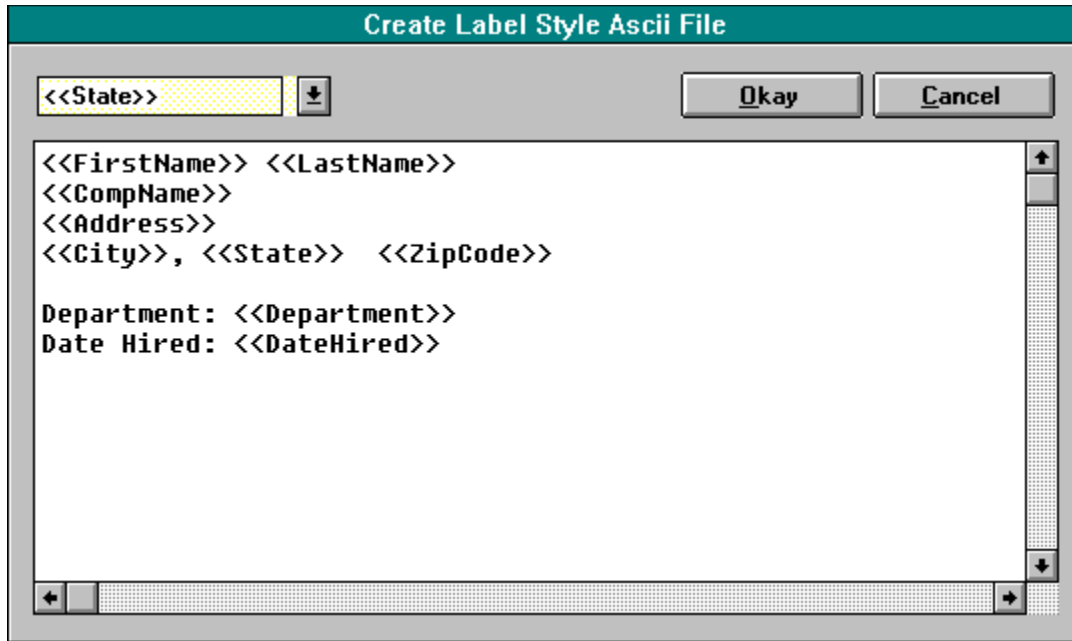 Create Label Style Ascii File
<<State>>
Okay Cancel
<<FirstName>> <<LastName>>
<<CompName>>
<<Address>>
<<City>>, <<State>>  <<ZipCode>>
Department: <<Department>>
Date Hired: <<DateHired>>